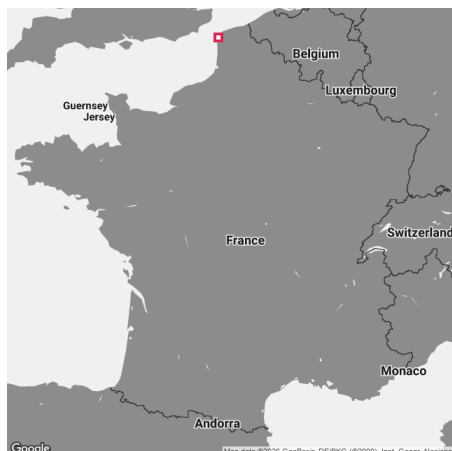 Belgium
Luxembourg
Guernsey
Jersey
Switzerland
France
Monaco
Andorra
Google